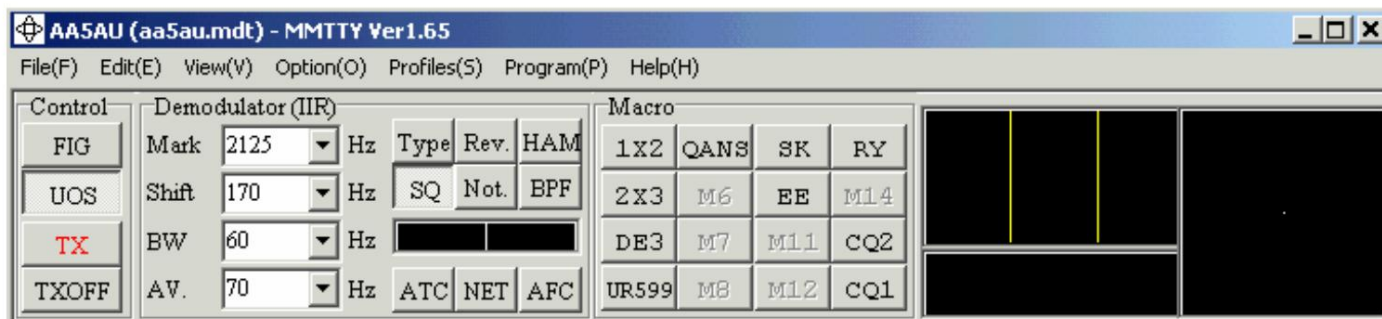 AA5AU (aa5au.mdt) - MMTTY Ver1.65
File(F) Edit(E) View(V) Option(O) Profiles(S) Program(P) Help(H)
Control Demodulator (IIR) Macro
FIG Mark 2125 Hz Type Rev. HAM 1X2 QANS SK RY
UOS Shift 170 Hz SQ Not. BPF 2X3 M6 EE M14
TX BW 60 Hz DE3 M7 M11 CQ2
TXOFF AV. 70 Hz ATC NET AFC UR599 M8 M12 CQ1